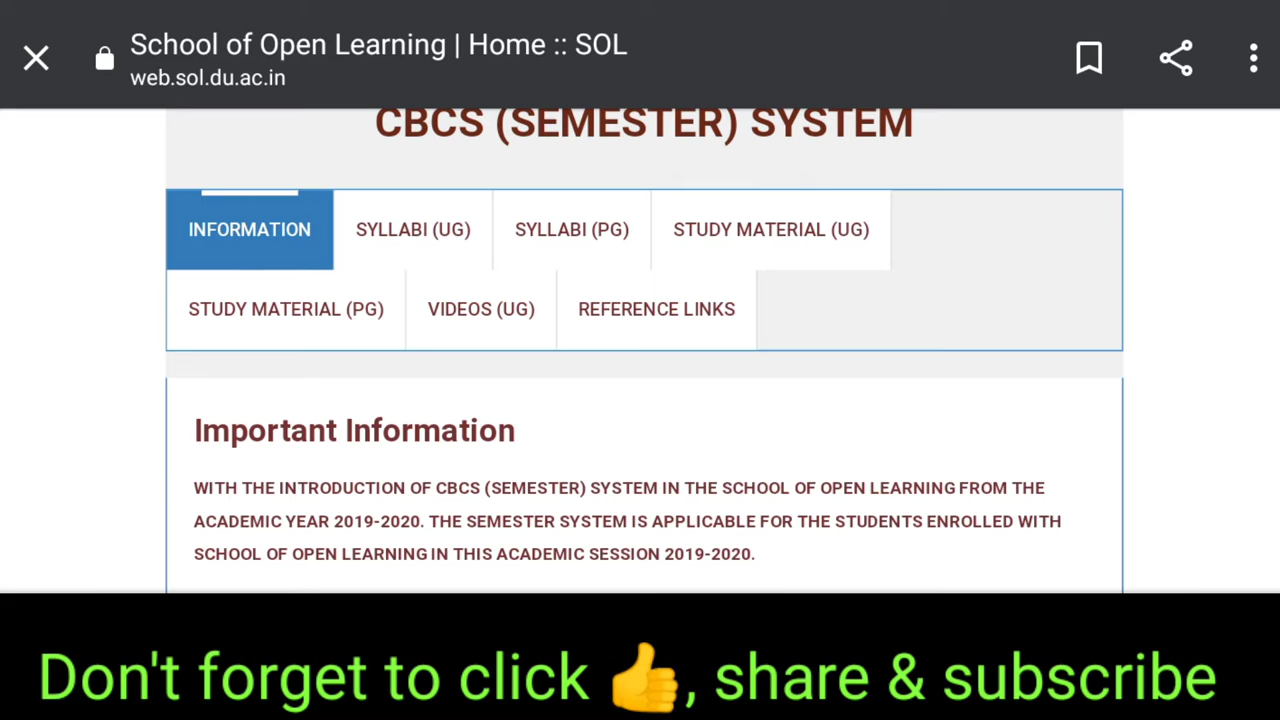 School of Open Learning | Home :: SOL
web.sol.du.ac.in
CBCS (SEMESTER) SYSTEM
INFORMATION SYLLABI (UG) SYLLABI (PG) STUDY MATERIAL (UG)
STUDY MATERIAL (PG) VIDEOS (UG) REFERENCE LINKS
Important Information
WITH THE INTRODUCTION OF CBCS (SEMESTER) SYSTEM IN THE SCHOOL OF OPEN LEARNING FROM THE
ACADEMIC YEAR 2019-2020. THE SEMESTER SYSTEM IS APPLICABLE FOR THE STUDENTS ENROLLED WITH
SCHOOL OF OPEN LEARNING IN THIS ACADEMIC SESSION 2019-2020.
Don't forget to click 👍, share & subscribe